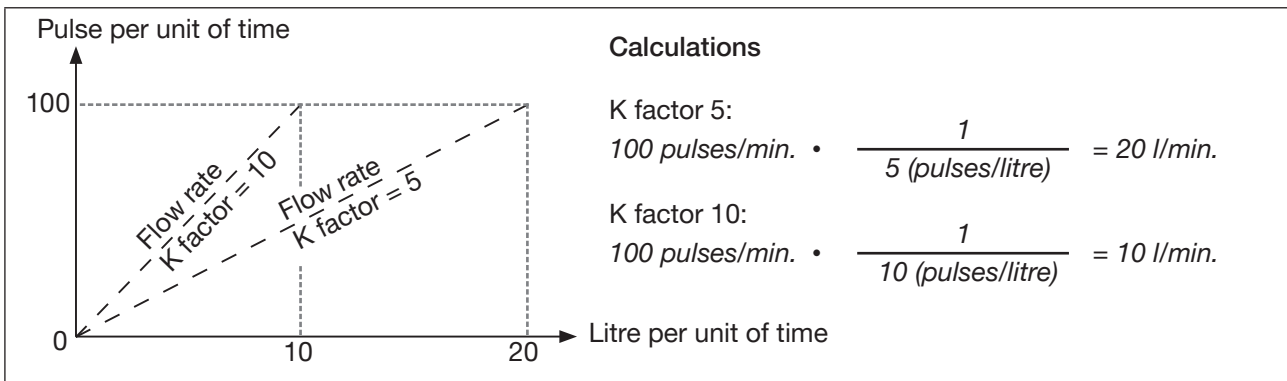 Pulse per unit of time
100
0
10
20
Litre per unit of time
Flow rate
K factor = 10
Flow rate
K factor = 5
Calculations
K factor 5:
100 pulses/min. • 1 / 5 (pulses/litre) = 20 l/min.
K factor 10:
100 pulses/min. • 1 / 10 (pulses/litre) = 10 l/min.